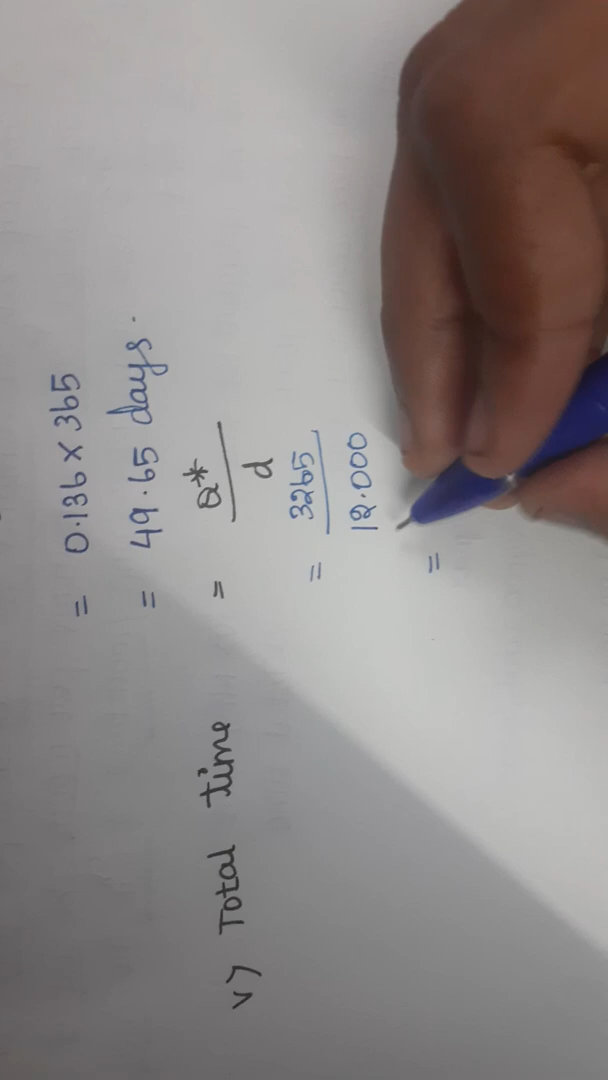 = 0.136 x 365
= 49.65 days.
v) Total time = Q* / d
= 3265 / 12.000
=